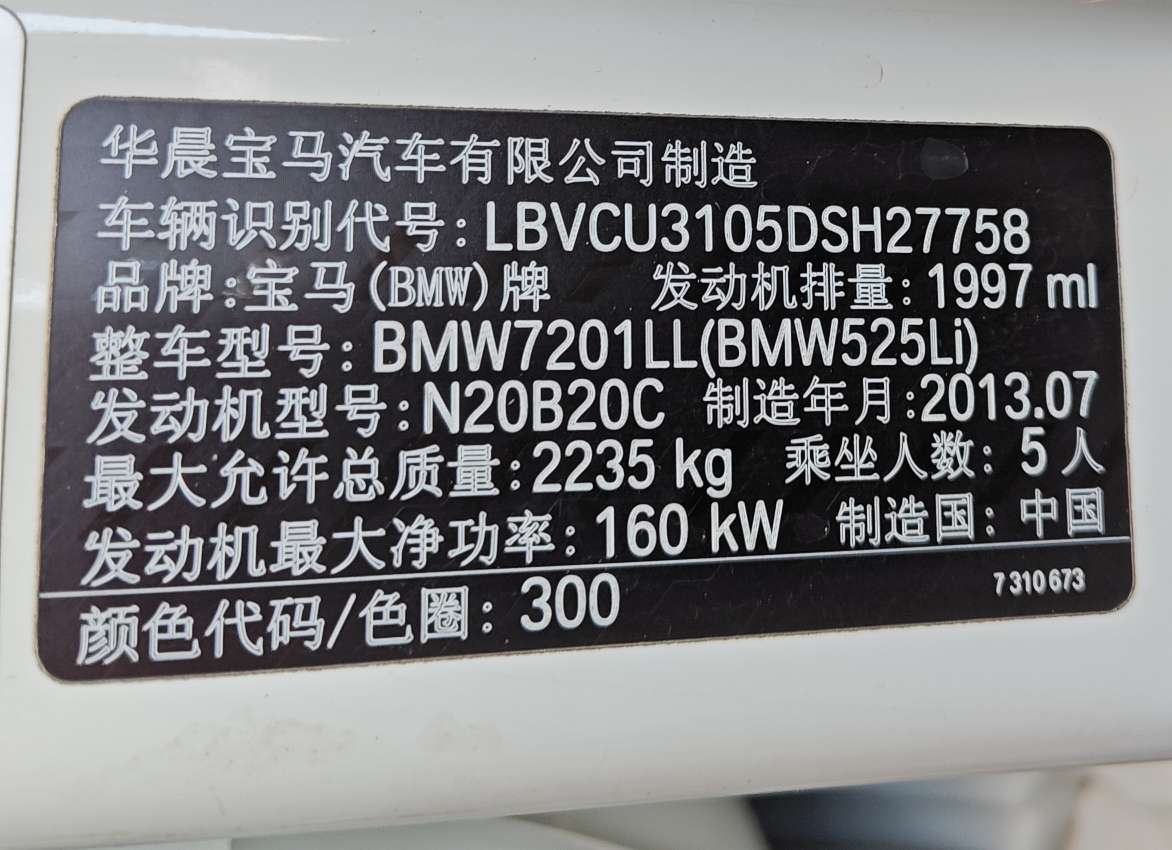 华晨宝马汽车有限公司制造
车辆识别代号:LBVCU3105DSH27758
品牌:宝马(BMW)牌 发动机排量:1997 ml
整车型号:BMW7201LL(BMW525Li)
发动机型号:N20B20C 制造年月:2013.07
最大允许总质量:2235 kg 乘坐人数:5人
发动机最大净功率:160 kW 制造国:中国
7310673
颜色代码/色圈:300